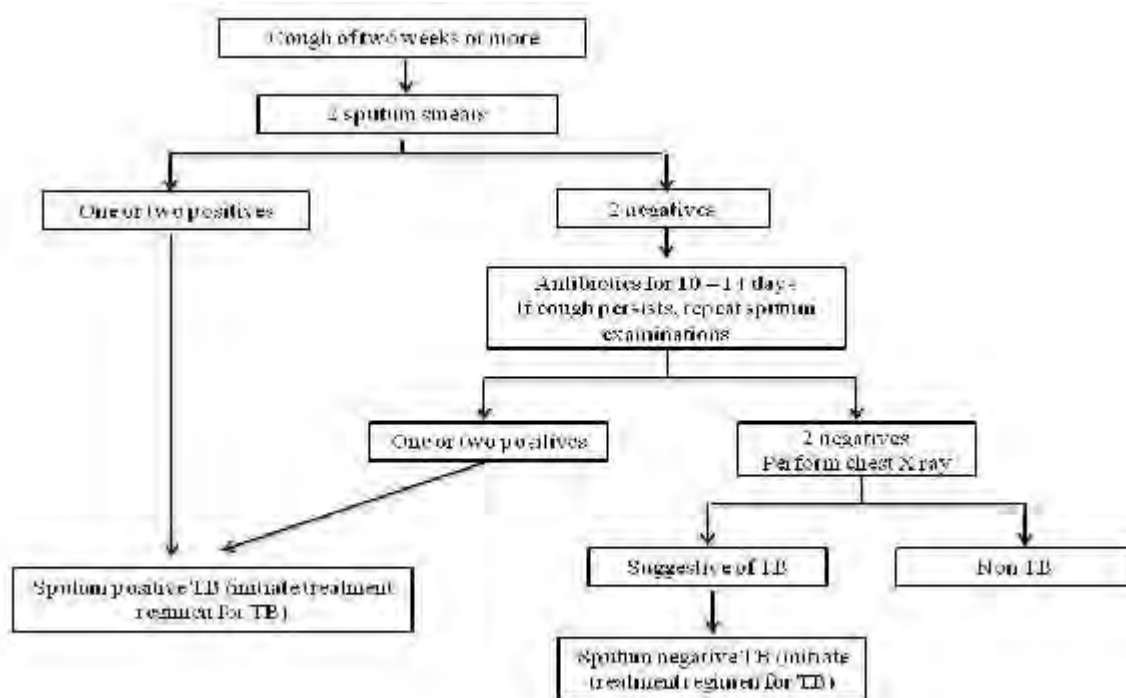 Cough of two weeks or more
2 sputum smears
One or two positives
2 negatives
Antibiotics for 10 – 14 days
If cough persists, repeat sputum
examinations
One or two positives
2 negatives
Perform chest X ray
Suggestive of TB
Non TB
Sputum positive TB (initiate treatment
regimen for TB)
Sputum negative TB (initiate
treatment regimen for TB)